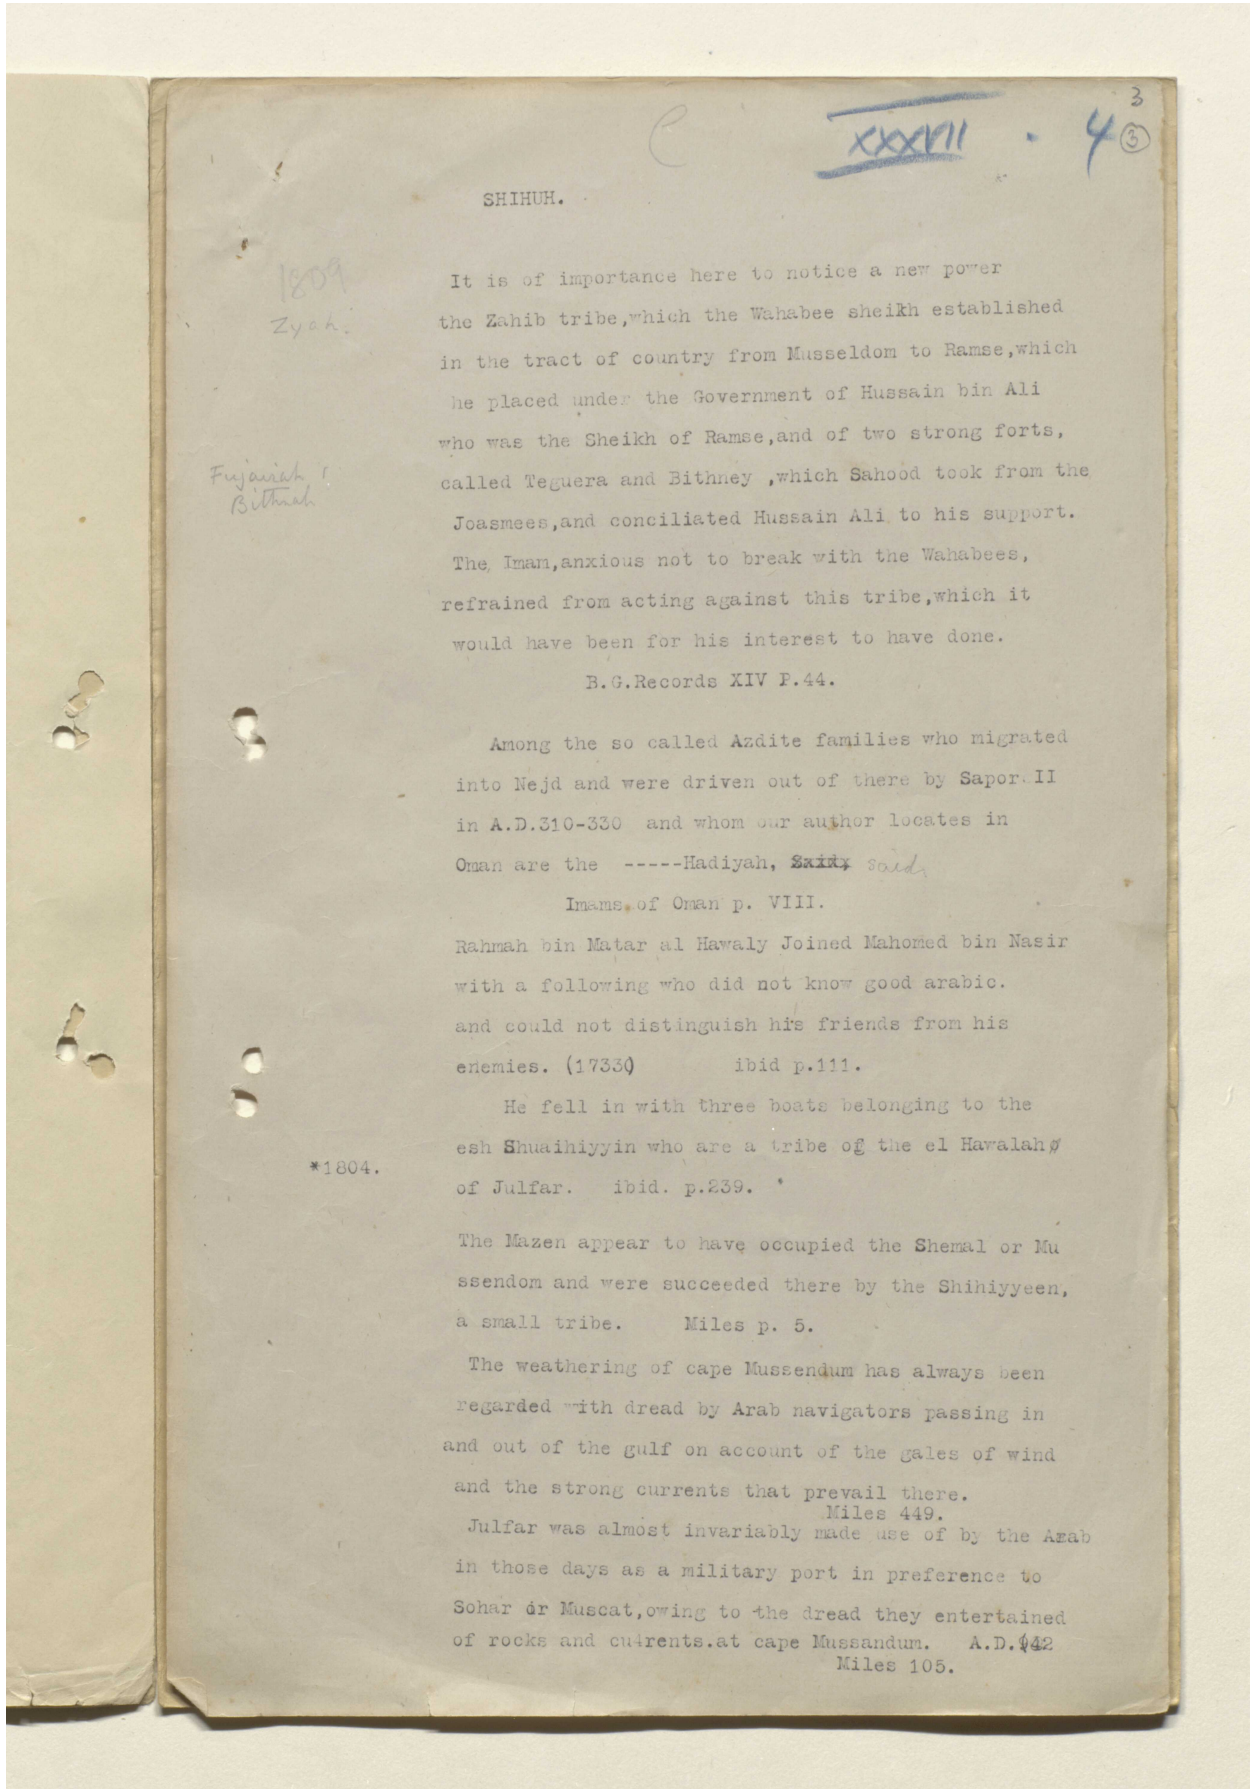 3
XXXVII . 4 3
SHIHUH.
1809
Zyah.
It is of importance here to notice a new power
the Zahib tribe,which the Wahabee sheikh established
in the tract of country from Musseldom to Ramse,which
he placed under the Government of Hussain bin Ali
who was the Sheikh of Ramse,and of two strong forts,
Fujairah
Bithnah
called Teguera and Bithney ,which Sahood took from the
Joasmees,and conciliated Hussain Ali to his support.
The Imam,anxious not to break with the Wahabees,
refrained from acting against this tribe,which it
would have been for his interest to have done.
B.G.Records XIV P.44.
Among the so called Azdite families who migrated
into Nejd and were driven out of there by Sapor II
in A.D.310-330 and whom our author locates in
Oman are the -----Hadiyah, said.
Imams of Oman p. VIII.
Rahmah bin Matar al Hawaly Joined Mahomed bin Nasir
with a following who did not know good arabic.
and could not distinguish his friends from his
enemies. (1733) ibid p.111.
He fell in with three boats belonging to the
esh Shuaihiyyin who are a tribe of the el Hawalah
*1804.
of Julfar. ibid. p.239. *
The Mazen appear to have occupied the Shemal or Mu
ssendom and were succeeded there by the Shihiyyeen,
a small tribe. Miles p. 5.
The weathering of cape Mussendum has always been
regarded with dread by Arab navigators passing in
and out of the gulf on account of the gales of wind
and the strong currents that prevail there.
Miles 449.
Julfar was almost invariably made use of by the Arab
in those days as a military port in preference to
Sohar or Muscat,owing to the dread they entertained
of rocks and cu4rents.at cape Mussandum. A.D.942
Miles 105.